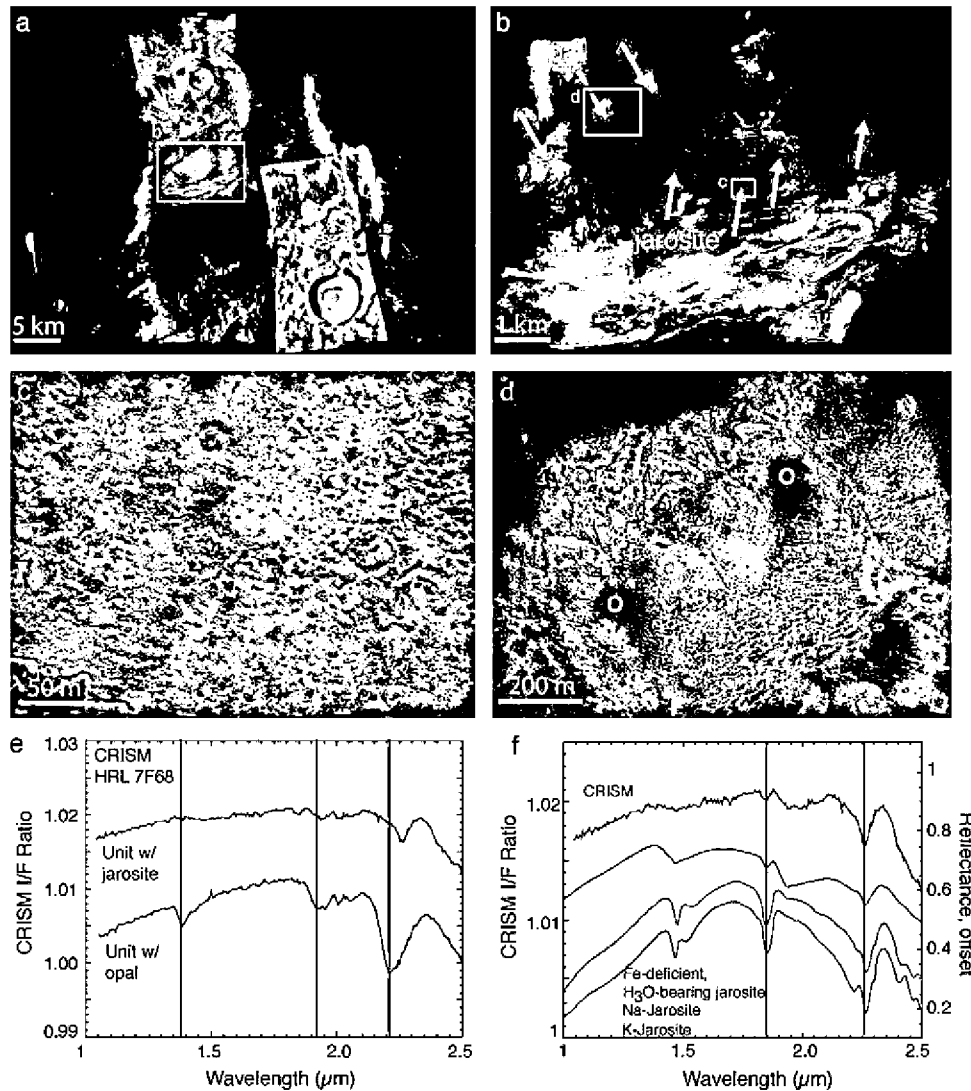 a
5 km
b
d
c
jarosite
1 km
c
50 m
d
O
O
200 m
e
1.03
CRISM
HRL 7F68
1.02
Unit w/
jarosite
1.01
Unit w/
opal
1.00
0.99
CRISM I/F Ratio
1
1.5
2
2.5
Wavelength (µm)
f
CRISM
1.02
1.01
1
CRISM I/F Ratio
1
0.8
0.6
0.4
0.2
Reflectance, offset
Fe-deficient,
H₃O-bearing jarosite
Na-Jarosite
K-Jarosite
1
1.5
2.0
2.5
Wavelength (µm)